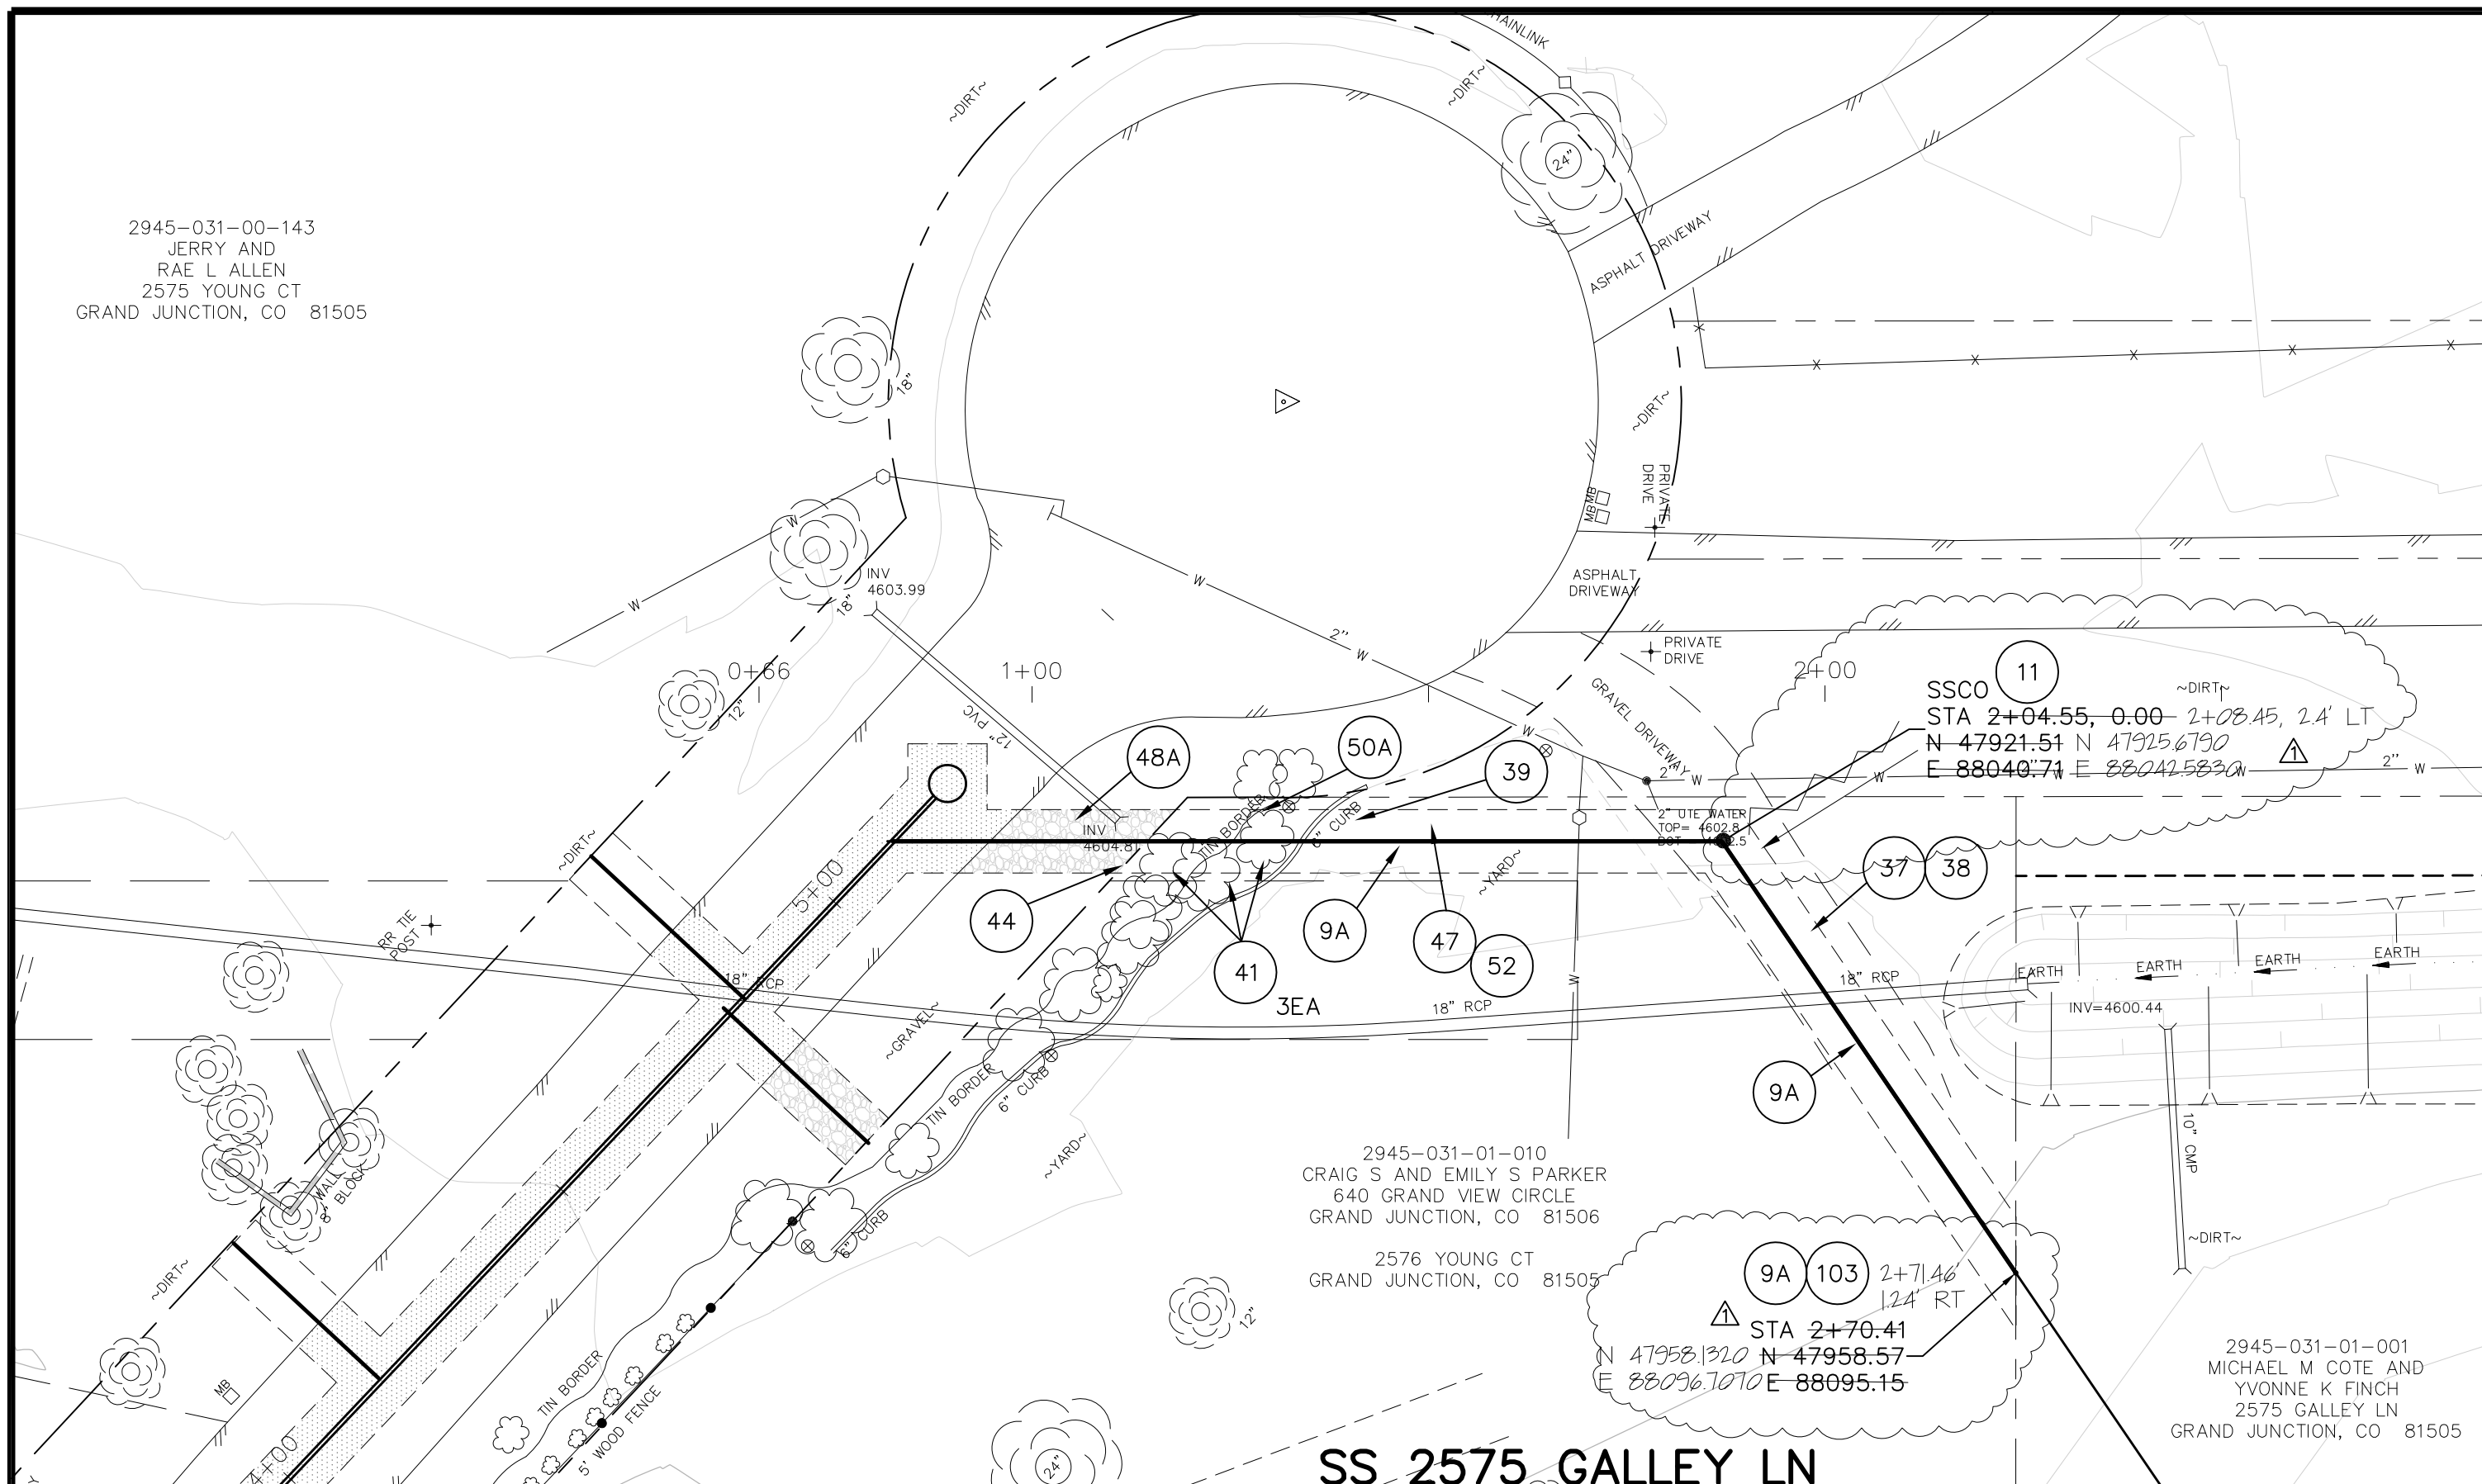 CHAINLINK
~DIRT~
~DIRT~
24"
2945-031-00-143
JERRY AND
RAE L ALLEN
2575 YOUNG CT
GRAND JUNCTION, CO 81505
ASPHALT DRIVEWAY
18"
~DIRT~
W
MB
MB
PRIVATE
DRIVE
INV
4603.99
18"
W
W
ASPHALT
DRIVEWAY
2"
W
PRIVATE
DRIVE
0+66
1+00
2+00
12"
12" PVC
W
GRAVEL DRIVEWAY
11
SSCO
~DIRT~
STA 2+04.55, 0.00 2+08.45, 2.4' LT
N 47921.51 N 47925.6790
E 88040.71 E 88042.5830
1
48A
50A
39
2"
W
W
W
W
2"
W
TIN BORDER
6" CURB
2" UTE WATER
TOP= 4602.8
INV
4604.81
~DIRT~
5+00
44
41
3EA
9A
47
52
~YARD~
37
38
RR TIE
POST
18" RCP
W
18" RCP
18" RCP
EARTH
EARTH
EARTH
EARTH
INV=4600.44
~GRAVEL~
TIN BORDER
6" CURB
~YARD~
9A
10" CMP
8" BLOCK
WALL
2945-031-01-010
CRAIG S AND EMILY S PARKER
640 GRAND VIEW CIRCLE
GRAND JUNCTION, CO 81506
2576 YOUNG CT
GRAND JUNCTION, CO 81505
6" CURB
~DIRT~
~DIRT~
12"
9A
103
2+71.46'
1.24' RT
1
STA 2+70.41
N 47958.1320 N 47958.57
E 88096.7070 E 88095.15
2945-031-01-001
MICHAEL M COTE AND
YVONNE K FINCH
2575 GALLEY LN
GRAND JUNCTION, CO 81505
MB
TIN BORDER
5' WOOD FENCE
4+00
24"
SS 2575 GALLEY LN